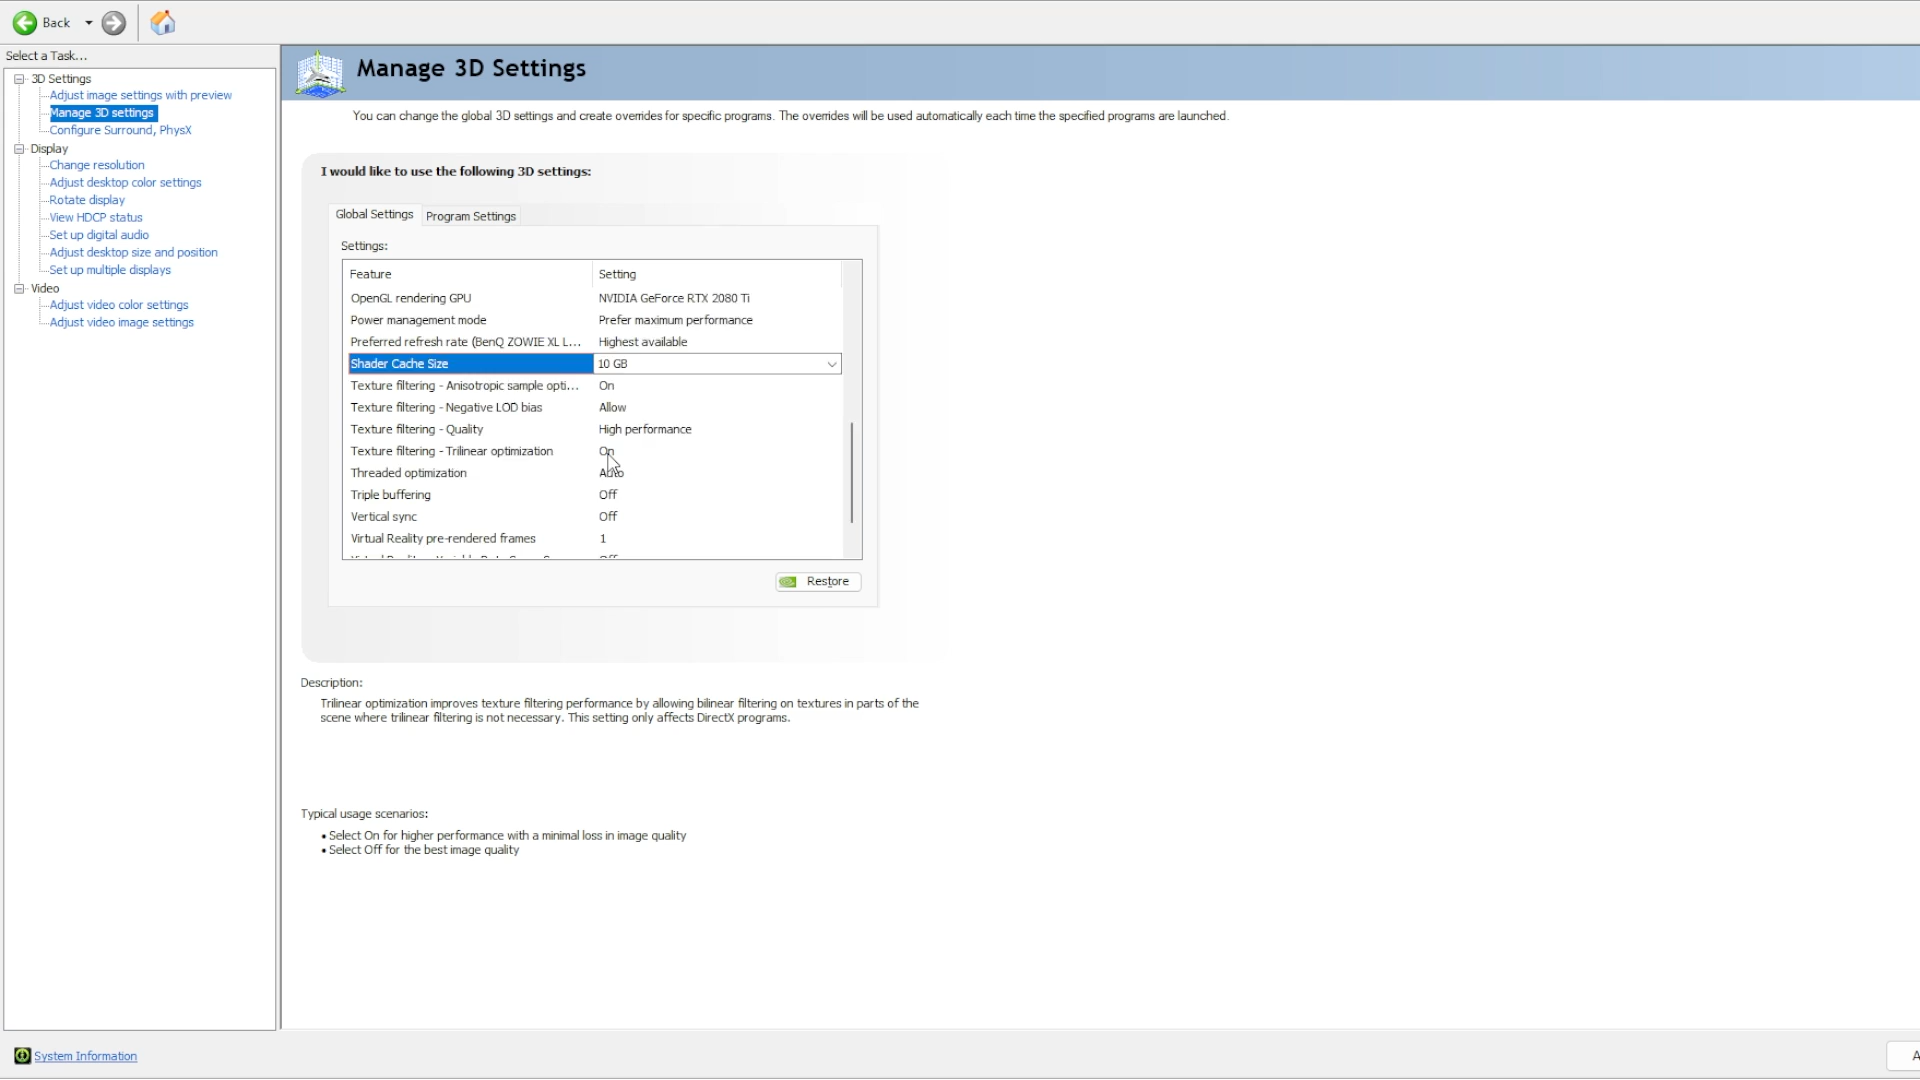 Back
Select a Task...
3D Settings
Adjust image settings with preview
Manage 3D settings
Configure Surround, PhysX
Display
Change resolution
Adjust desktop color settings
Rotate display
View HDCP status
Set up digital audio
Adjust desktop size and position
Set up multiple displays
Video
Adjust video color settings
Adjust video image settings
System Information
Manage 3D Settings
You can change the global 3D settings and create overrides for specific programs. The overrides will be used automatically each time the specified programs are launched.
I would like to use the following 3D settings:
Global Settings Program Settings
Settings:
Feature Setting
OpenGL rendering GPU NVIDIA GeForce RTX 2080 Ti
Power management mode Prefer maximum performance
Preferred refresh rate (BenQ ZOWIE XL L... Highest available
Shader Cache Size 10 GB
Texture filtering - Anisotropic sample opti... On
Texture filtering - Negative LOD bias Allow
Texture filtering - Quality High performance
Texture filtering - Trilinear optimization On
Threaded optimization Auto
Triple buffering Off
Vertical sync Off
Virtual Reality pre-rendered frames 1
Restore
Description:
Trilinear optimization improves texture filtering performance by allowing bilinear filtering on textures in parts of the
scene where trilinear filtering is not necessary. This setting only affects DirectX programs.
Typical usage scenarios:
• Select On for higher performance with a minimal loss in image quality
• Select Off for the best image quality